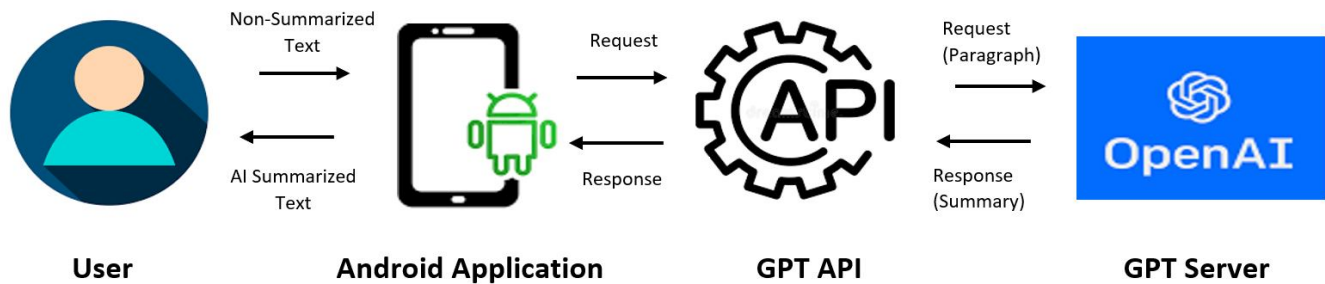 Non-Summarized
Text
AI Summarized
Text
Request
Response
API
Request
(Paragraph)
Response
(Summary)
OpenAI
User
Android Application
GPT API
GPT Server